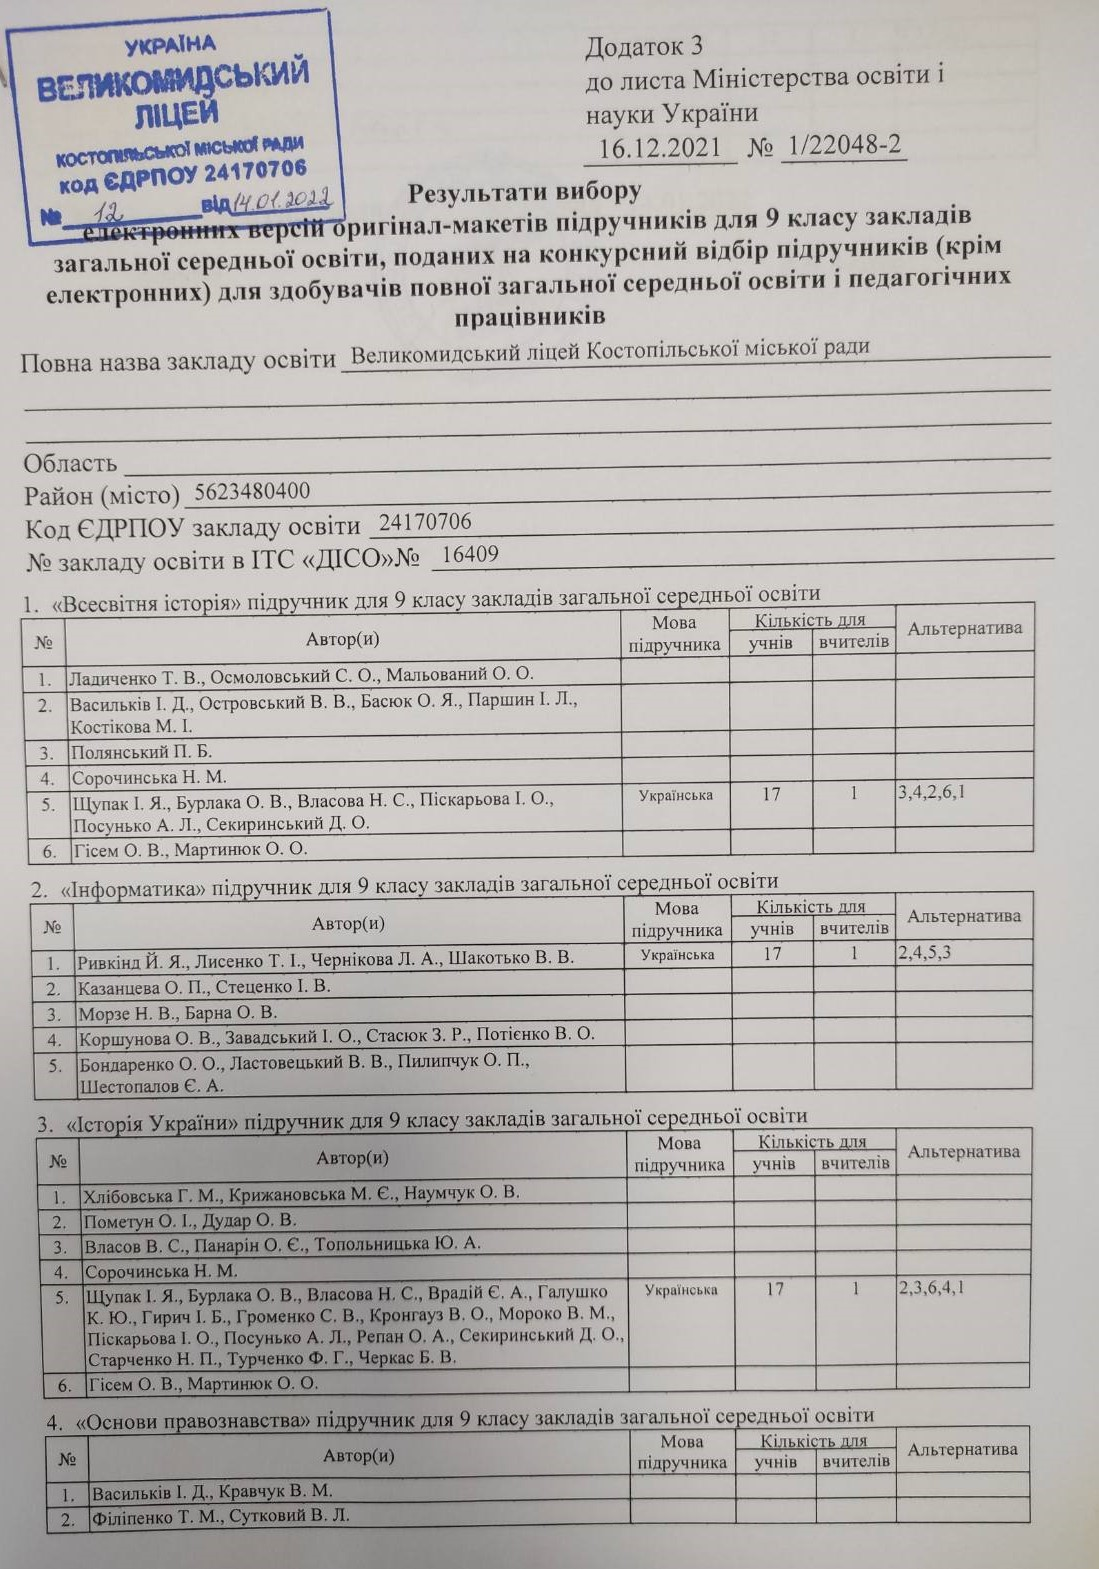 УКРАЇНА
ВЕЛИКОМИДСЬКИЙ
ЛІЦЕЙ
КОСТОПІЛЬСЬКОЇ МІСЬКОЇ РАДИ
код ЄДРПОУ 24170706
№ 12 від 14.01.2022
Додаток 3
до листа Міністерства освіти і
науки України
16.12.2021 № 1/22048-2
Результати вибору
електронних версій оригінал-макетів підручників для 9 класу закладів
загальної середньої освіти, поданих на конкурсний відбір підручників (крім
електронних) для здобувачів повної загальної середньої освіти і педагогічних
працівників
Повна назва закладу освіти Великомидський ліцей Костопільської міської ради
Область
Район (місто) 5623480400
Код ЄДРПОУ закладу освіти 24170706
№ закладу освіти в ІТС «ДІСО»№ 16409
1. «Всесвітня історія» підручник для 9 класу закладів загальної середньої освіти
№ Автор(и) Мова підручника Кількість для учнів вчителів Альтернатива
1. Ладиченко Т. В., Осмоловський С. О., Мальований О. О.
2. Васильків І. Д., Островський В. В., Басюк О. Я., Паршин І. Л.,
Костікова М. І.
3. Полянський П. Б.
4. Сорочинська Н. М.
5. Щупак І. Я., Бурлака О. В., Власова Н. С., Піскарьова І. О., Українська 17 1 3,4,2,6,1
Посунько А. Л., Секиринський Д. О.
6. Гісем О. В., Мартинюк О. О.
2. «Інформатика» підручник для 9 класу закладів загальної середньої освіти
№ Автор(и) Мова підручника Кількість для учнів вчителів Альтернатива
1. Ривкінд Й. Я., Лисенко Т. І., Чернікова Л. А., Шакотько В. В. Українська 17 1 2,4,5,3
2. Казанцева О. П., Стеценко І. В.
3. Морзе Н. В., Барна О. В.
4. Коршунова О. В., Завадський І. О., Стасюк З. Р., Потієнко В. О.
5. Бондаренко О. О., Ластовецький В. В., Пилипчук О. П.,
Шестопалов Є. А.
3. «Історія України» підручник для 9 класу закладів загальної середньої освіти
№ Автор(и) Мова підручника Кількість для учнів вчителів Альтернатива
1. Хлібовська Г. М., Крижановська М. Є., Наумчук О. В.
2. Пометун О. І., Дудар О. В.
3. Власов В. С., Панарін О. Є., Топольницька Ю. А.
4. Сорочинська Н. М.
5. Щупак І. Я., Бурлака О. В., Власова Н. С., Врадій Є. А., Галушко Українська 17 1 2,3,6,4,1
К. Ю., Гирич І. Б., Громенко С. В., Кронгауз В. О., Мороко В. М.,
Піскарьова І. О., Посунько А. Л., Репан О. А., Секиринський Д. О.,
Старченко Н. П., Турченко Ф. Г., Черкас Б. В.
6. Гісем О. В., Мартинюк О. О.
4. «Основи правознавства» підручник для 9 класу закладів загальної середньої освіти
№ Автор(и) Мова підручника Кількість для учнів вчителів Альтернатива
1. Васильків І. Д., Кравчук В. М.
2. Філіпенко Т. М., Сутковий В. Л.